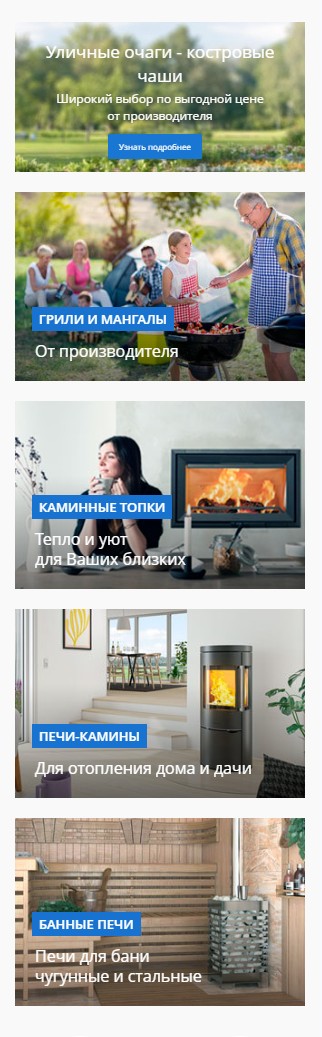 Уличные очаги - костровые
чаши
Широкий выбор по выгодной цене
от производителя
Узнать подробнее
ГРИЛИ И МАНГАЛЫ
От производителя
КАМИННЫЕ ТОПКИ
Тепло и уют
для Ваших близких
ПЕЧИ-КАМИНЫ
Для отопления дома и дачи
БАННЫЕ ПЕЧИ
Печи для бани
чугунные и стальные